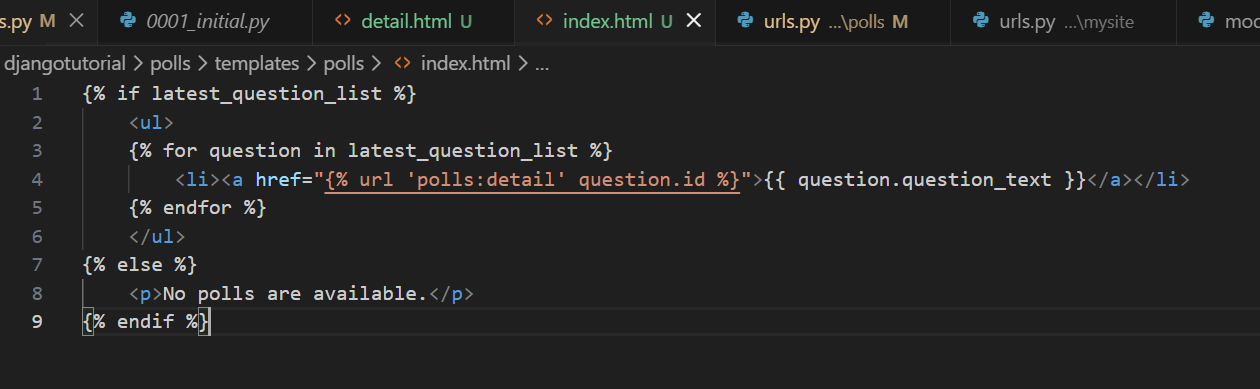 s.py M 0001_initial.py detail.html U index.html U urls.py ...\polls M urls.py ...\mysite
djangotutorial > polls > templates > polls > <> index.html > ...
1 {% if latest_question_list %}
2 <ul>
3 {% for question in latest_question_list %}
4 <li><a href="{% url 'polls:detail' question.id %}">{{ question.question_text }}</a></li>
5 {% endfor %}
6 </ul>
7 {% else %}
8 <p>No polls are available.</p>
9 {% endif %}